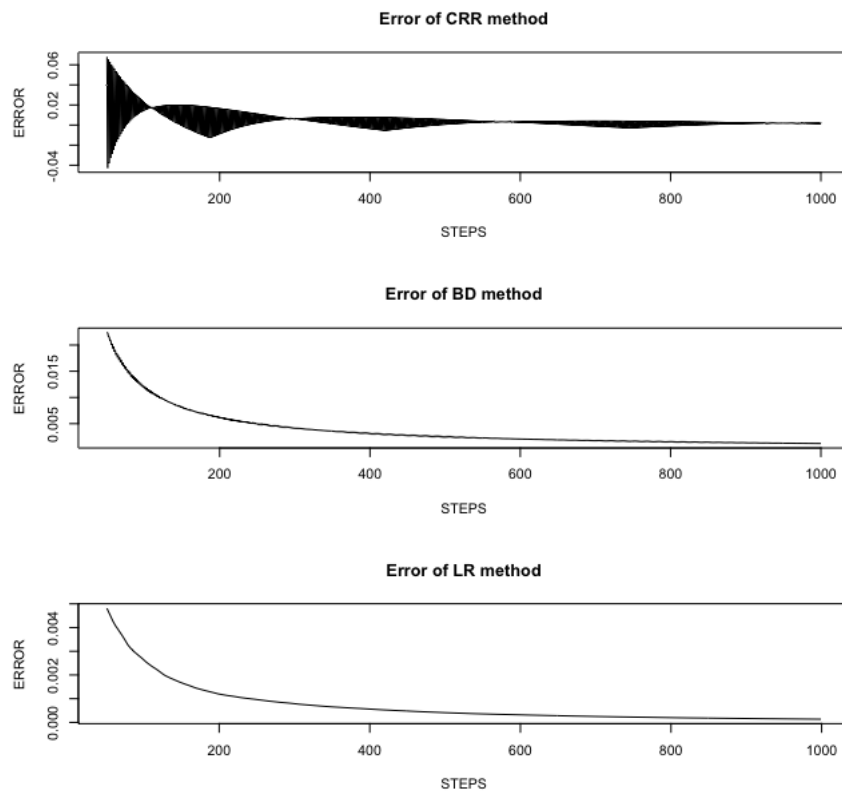 Error of CRR method
ERROR
0.06
0.02
-0.04
200 400 600 800 1000
STEPS
Error of BD method
ERROR
0.015
0.005
200 400 600 800 1000
STEPS
Error of LR method
ERROR
0.004
0.002
0.000
200 400 600 800 1000
STEPS